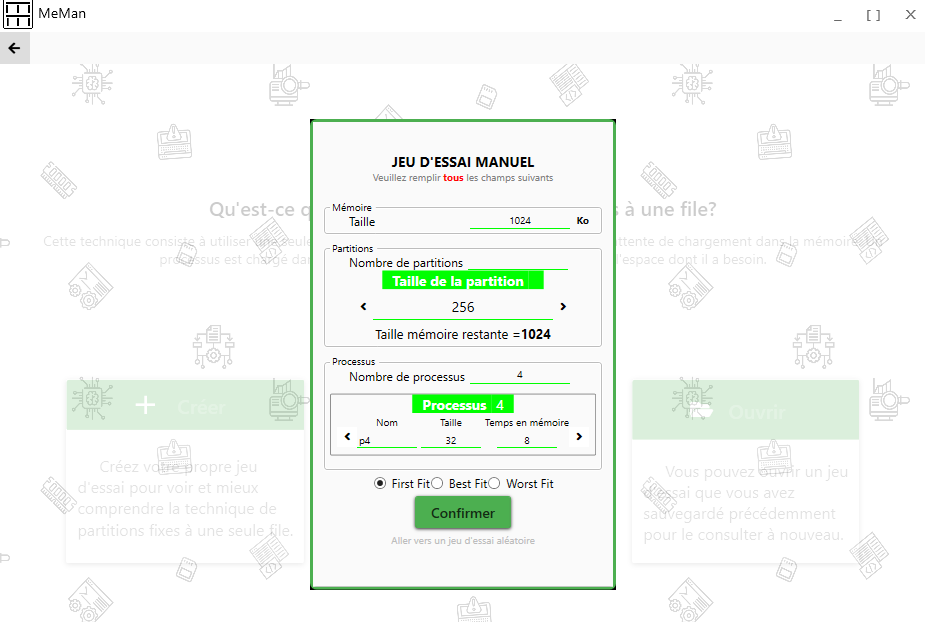 MeMan
JEU D'ESSAI MANUEL
Veuillez remplir tous les champs suivants
Mémoire
Taille 1024 Ko
Qu'est-ce q
s à une file?
Cette technique consiste à utiliser une seule
attente de chargement dans la mémoire. Un
processus est chargé dan
l'espace dont il a besoin.
Partitions
Nombre de partitions
Taille de la partition
256
Taille mémoire restante =1024
Processus
Nombre de processus 4
Processus 4
Nom Taille Temps en mémoire
p4 32 8
First Fit Best Fit Worst Fit
Confirmer
Aller vers un jeu d'essai aléatoire
Créer
Créez votre propre jeu
d'essai pour voir et mieux
comprendre la technique de
partitions fixes à une seule file.
Ouvrir
Vous pouvez ouvrir un jeu
d'essai que vous avez
sauvegardé précédemment
pour le consulter à nouveau.